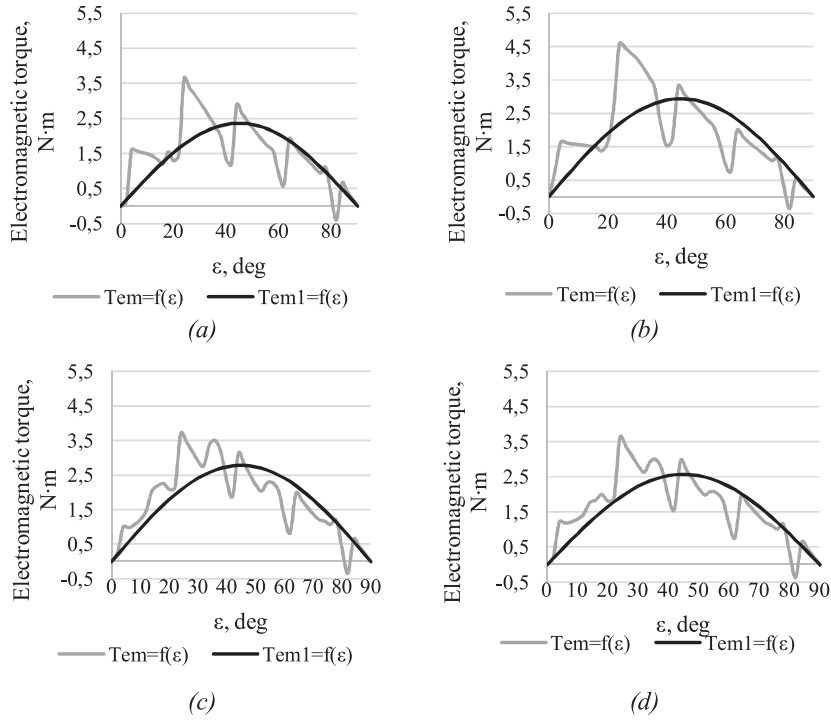 Electromagnetic torque,
N·m
5,5
4,5
3,5
2,5
1,5
0,5
-0,5
0 20 40 60 80
ε, deg
Tem=f(ε) Tem1=f(ε)
(a)
Electromagnetic torque,
N·m
5,5
4,5
3,5
2,5
1,5
0,5
-0,5
0 20 40 60 80
ε, deg
Tem=f(ε) Tem1=f(ε)
(b)
Electromagnetic torque,
N·m
5,5
4,5
3,5
2,5
1,5
0,5
-0,5
0 10 20 30 40 50 60 70 80 90
ε, deg
Tem=f(ε) Tem1=f(ε)
(c)
Electromagnetic torque,
N·m
5,5
4,5
3,5
2,5
1,5
0,5
-0,5
0 10 20 30 40 50 60 70 80 90
ε, deg
Tem=f(ε) Tem1=f(ε)
(d)